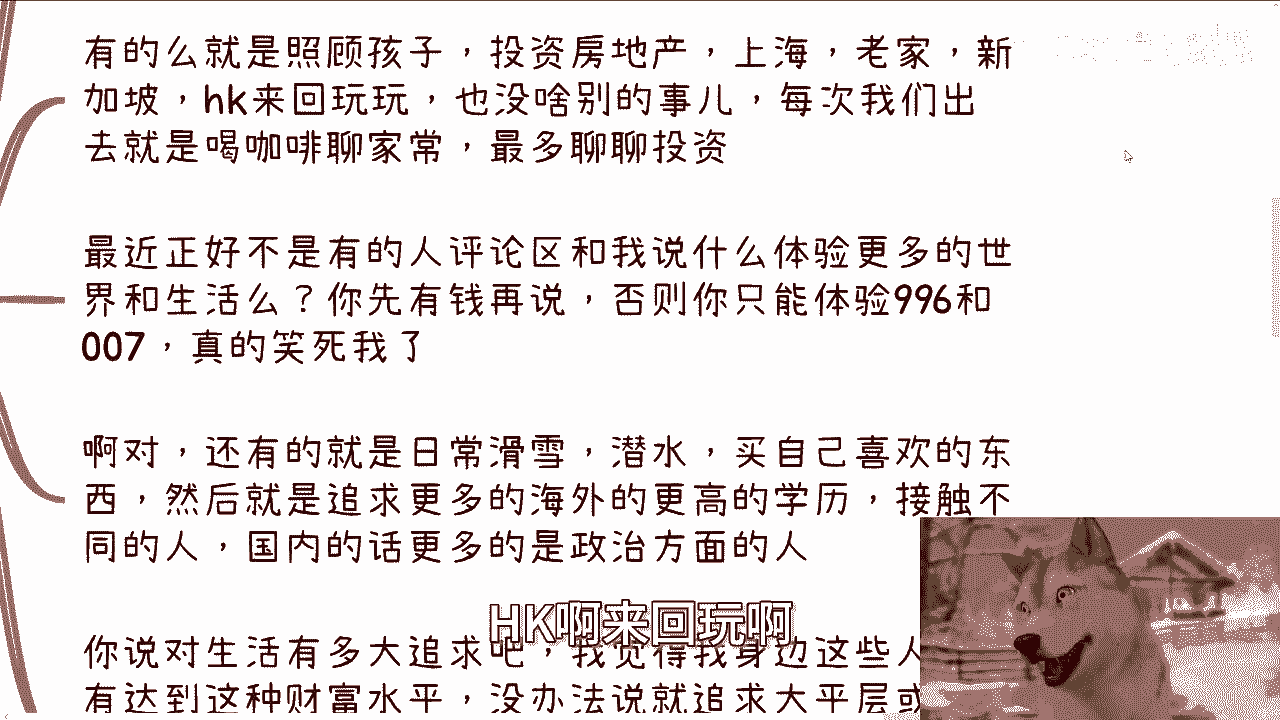 有的么就是照顾孩子，投资房地产，上海，老家，新
加坡，hk来回玩玩，也没啥别的事儿，每次我们出
去就是喝咖啡聊家常，最多聊聊投资
最近正好不是有的人评论区和我说什么体验更多的世
界和生活么？你先有钱再说，否则你只能体验996和
007，真的笑死我了
啊对，还有的就是日常滑雪，潜水，买自己喜欢的东
西，然后就是追求更多的海外的更高的学历，接触不
同的人，国内的话更多的是政治方面的人
HK啊来回玩啊
你说对生活有多大追求吧，我觉得我身边这些人
有达到这种财富水平，没办法说就追求大平层或